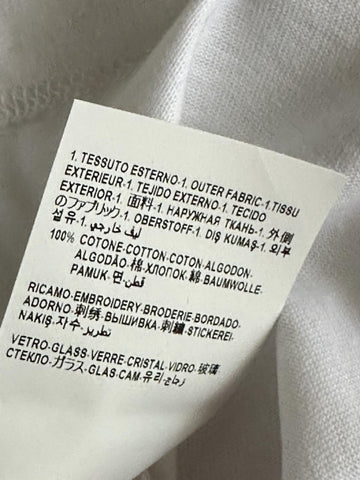 1. TESSUTO ESTERNO-1. OUTER FABRIC-1. TISSU
EXTERIEUR-1. TEJIDO EXTERNO-1. TECIDO
EXTERIOR-1. 面料-1. НАРУЖНАЯ ТКАНЬ-1. 外側
のファブリック-1. OBERSTOFF-1. DIŞ KUMAŞ-1. 외부
섬유-1. ليف خارجي
100% COTONE-COTTON-COTON-ALGODON-
ALGODÃO-棉-ХЛОПОК-綿-BAUMWOLLE-
PAMUK-면-قطن
RICAMO-EMBROIDERY-BRODERIE-BORDADO-
ADORNO-刺绣-ВЫШИВКА-刺繍-STICKEREI-
NAKIŞ-자수-تطريز
VETRO-GLASS-VERRE-CRISTAL-VIDRO-玻璃-
СТЕКЛО-ガラス-GLAS-CAM-유리-زجاج